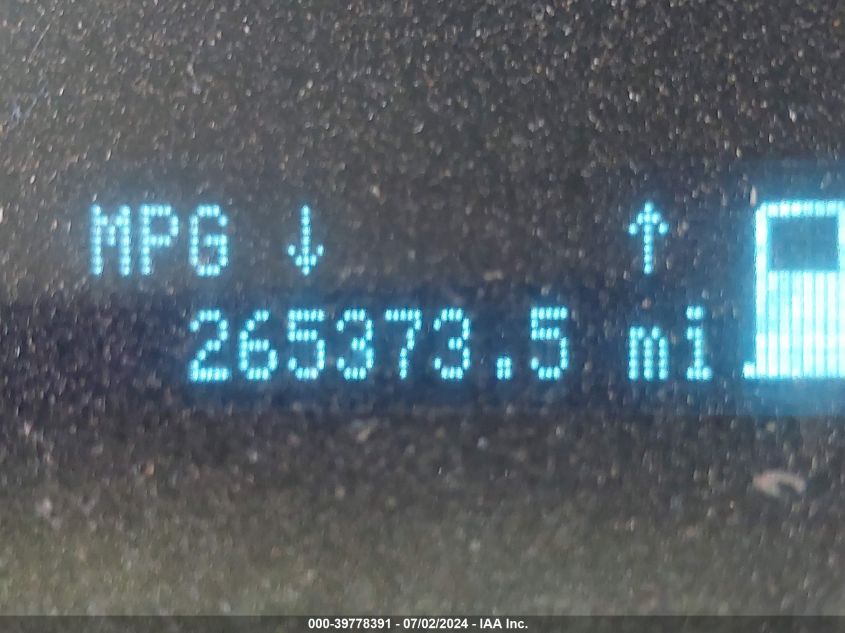 MPG ↓ ↑
265373.5 mi
000-39778391 - 07/02/2024 - IAA Inc.